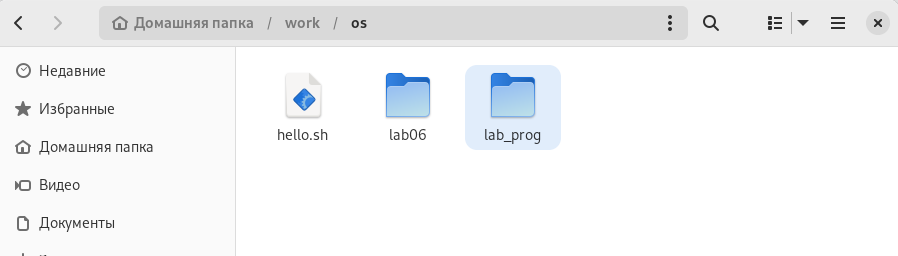 Домашняя папка / work / os
Недавние
Избранные
Домашняя папка
Видео
Документы
hello.sh
lab06
lab_prog